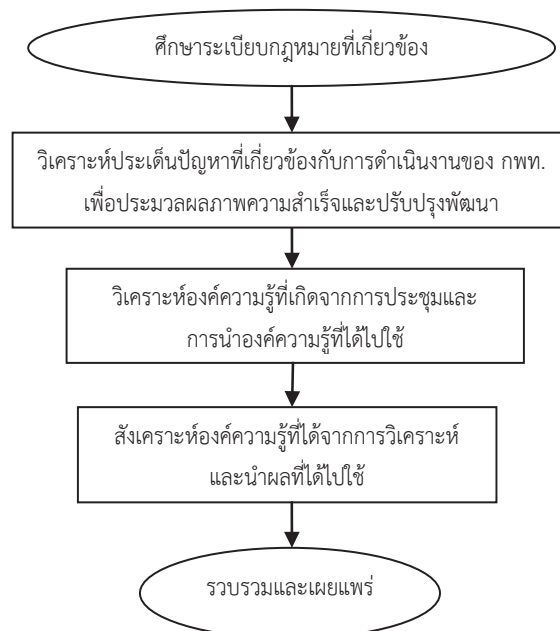 ศึกษาระเบียบกฎหมายที่เกี่ยวข้อง
วิเคราะห์ประเด็นปัญหาที่เกี่ยวข้องกับการดำเนินงานของ กพท.
เพื่อประมวลผลภาพความสำเร็จและปรับปรุงพัฒนา
วิเคราะห์องค์ความรู้ที่เกิดจากการประชุมและ
การนำองค์ความรู้ที่ได้ไปใช้
สังเคราะห์องค์ความรู้ที่ได้จากการวิเคราะห์
และนำผลที่ได้ไปใช้
รวบรวมและเผยแพร่